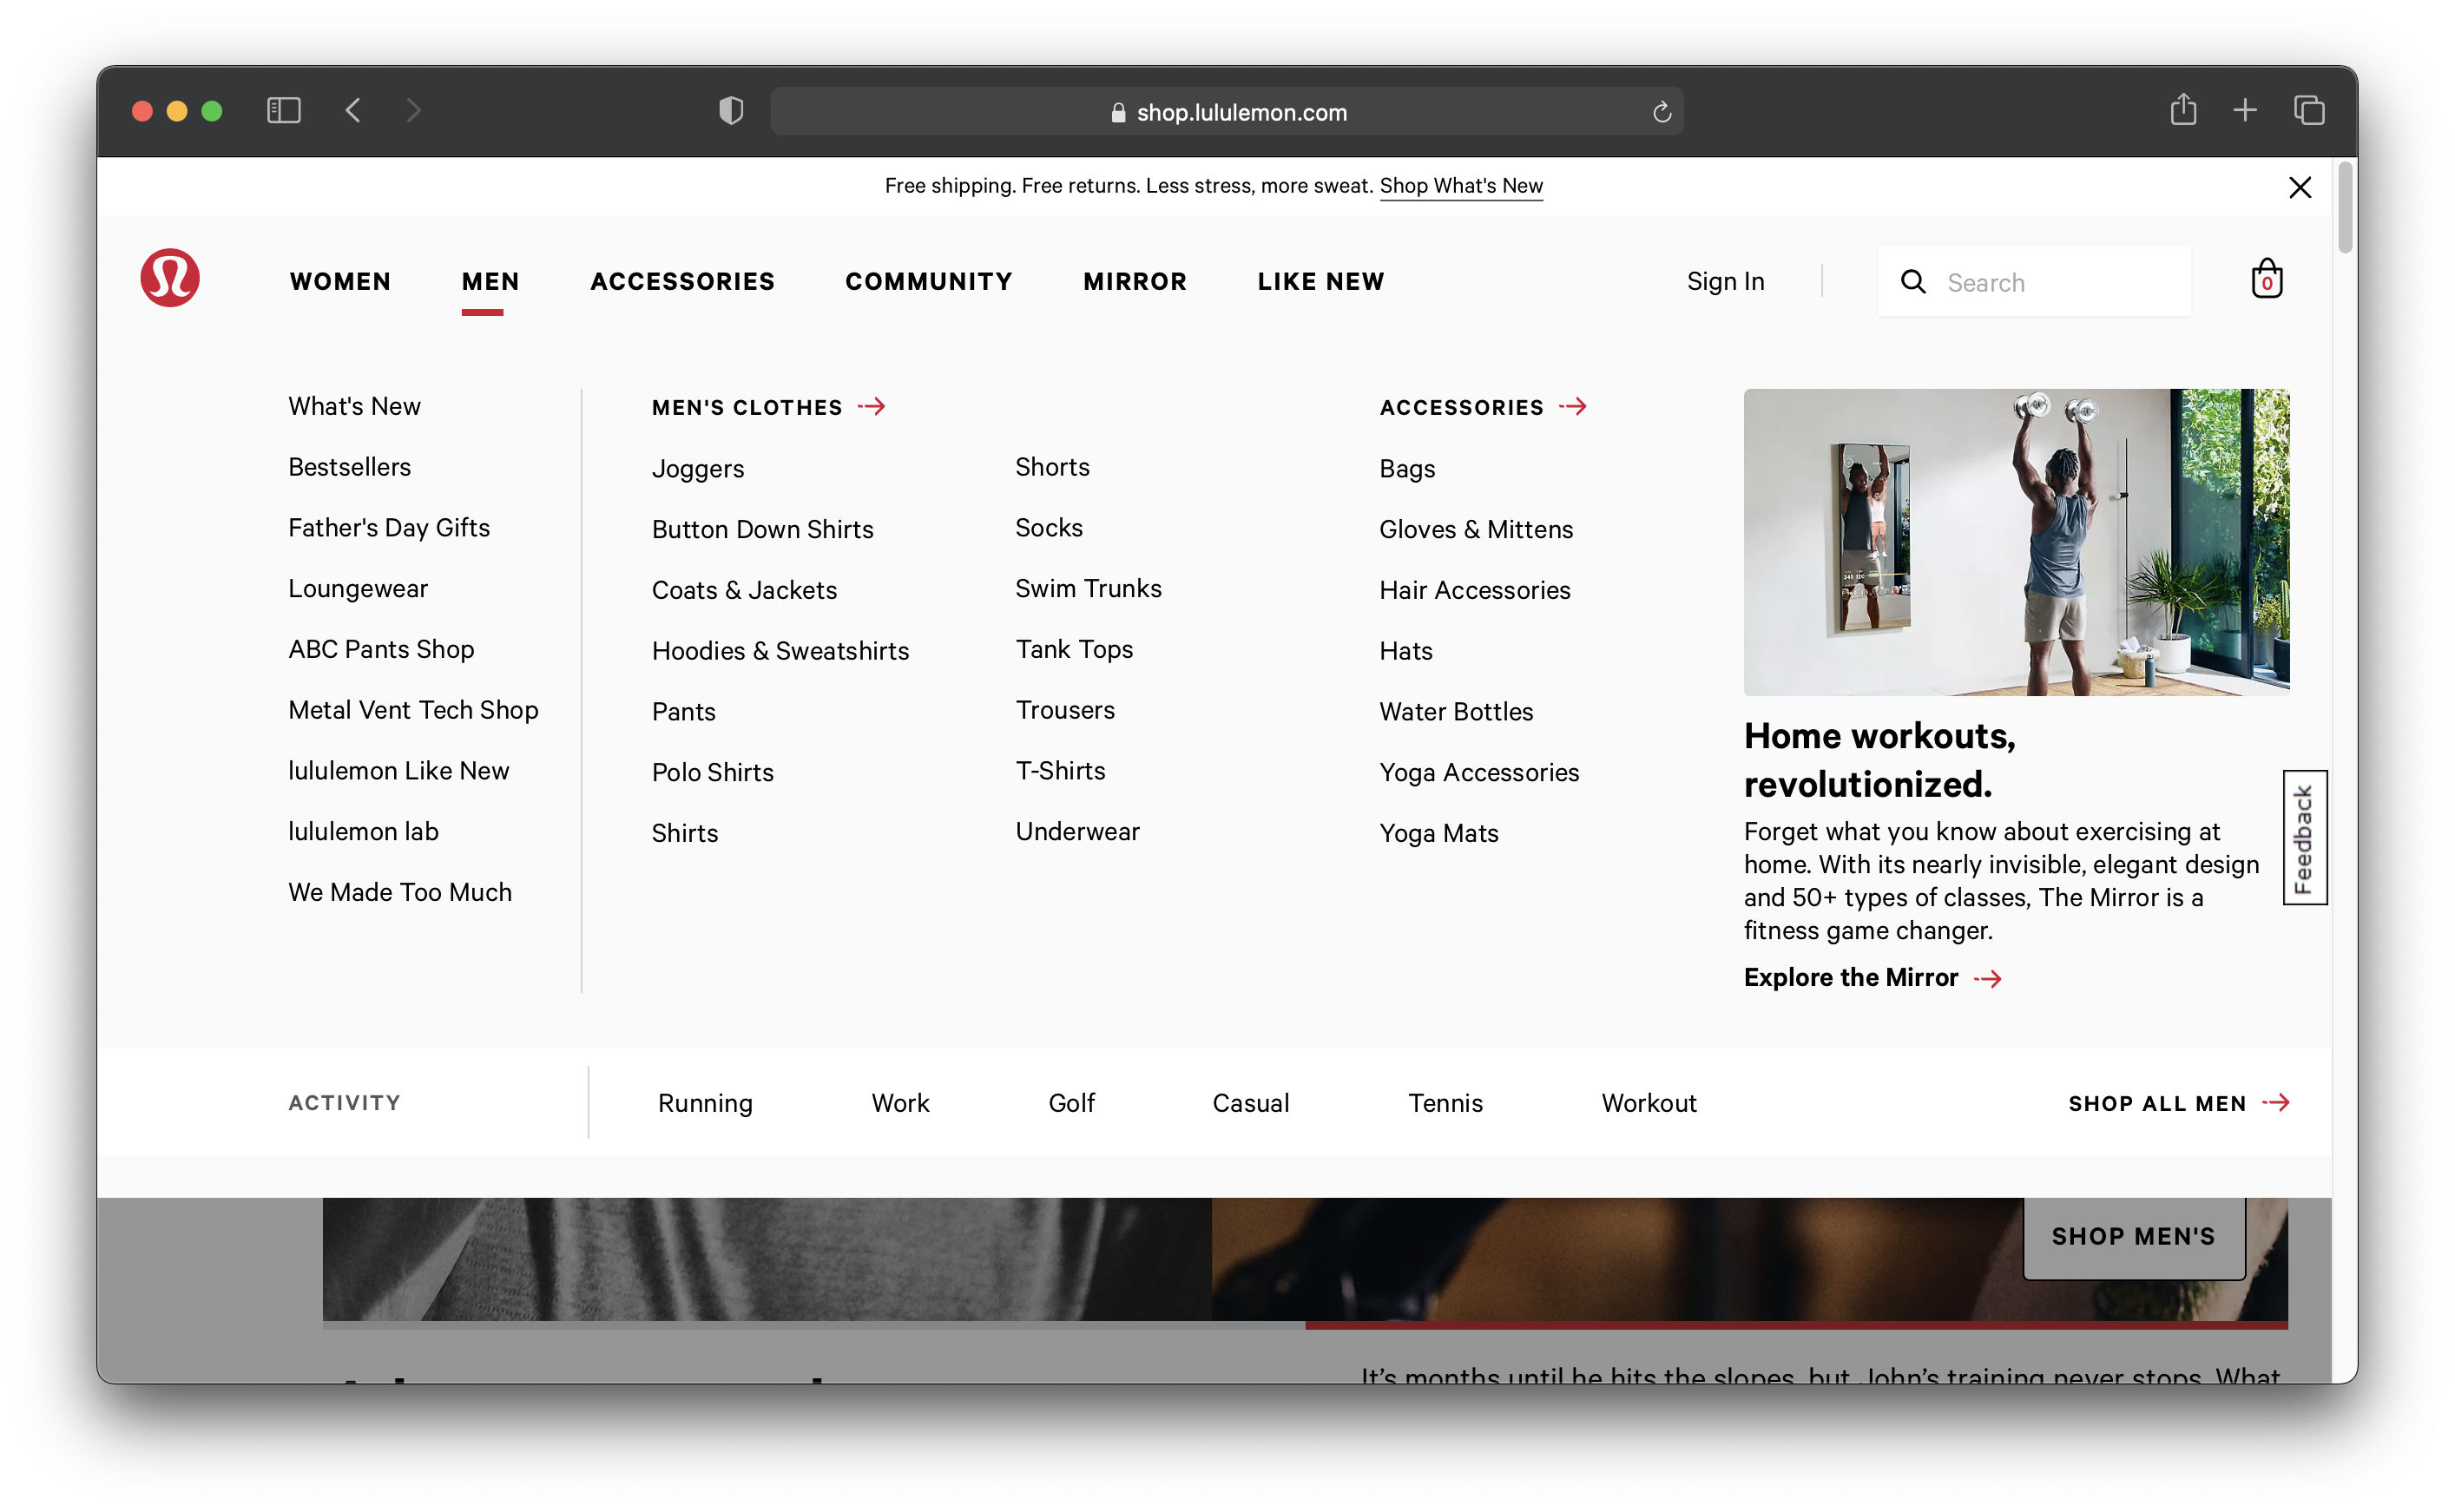 shop.lululemon.com
Free shipping. Free returns. Less stress, more sweat. Shop What's New
WOMEN
MEN
ACCESSORIES
COMMUNITY
MIRROR
LIKE NEW
Sign In
Search
0
What's New
Bestsellers
Father's Day Gifts
Loungewear
ABC Pants Shop
Metal Vent Tech Shop
lululemon Like New
lululemon lab
We Made Too Much
MEN'S CLOTHES
Joggers
Button Down Shirts
Coats & Jackets
Hoodies & Sweatshirts
Pants
Polo Shirts
Shirts
Shorts
Socks
Swim Trunks
Tank Tops
Trousers
T-Shirts
Underwear
ACCESSORIES
Bags
Gloves & Mittens
Hair Accessories
Hats
Water Bottles
Yoga Accessories
Yoga Mats
Home workouts,
revolutionized.
Forget what you know about exercising at
home. With its nearly invisible, elegant design
and 50+ types of classes, The Mirror is a
fitness game changer.
Explore the Mirror
Feedback
ACTIVITY
Running
Work
Golf
Casual
Tennis
Workout
SHOP ALL MEN
SHOP MEN'S
It’s months until he hits the slopes, but John’s training never stops. What